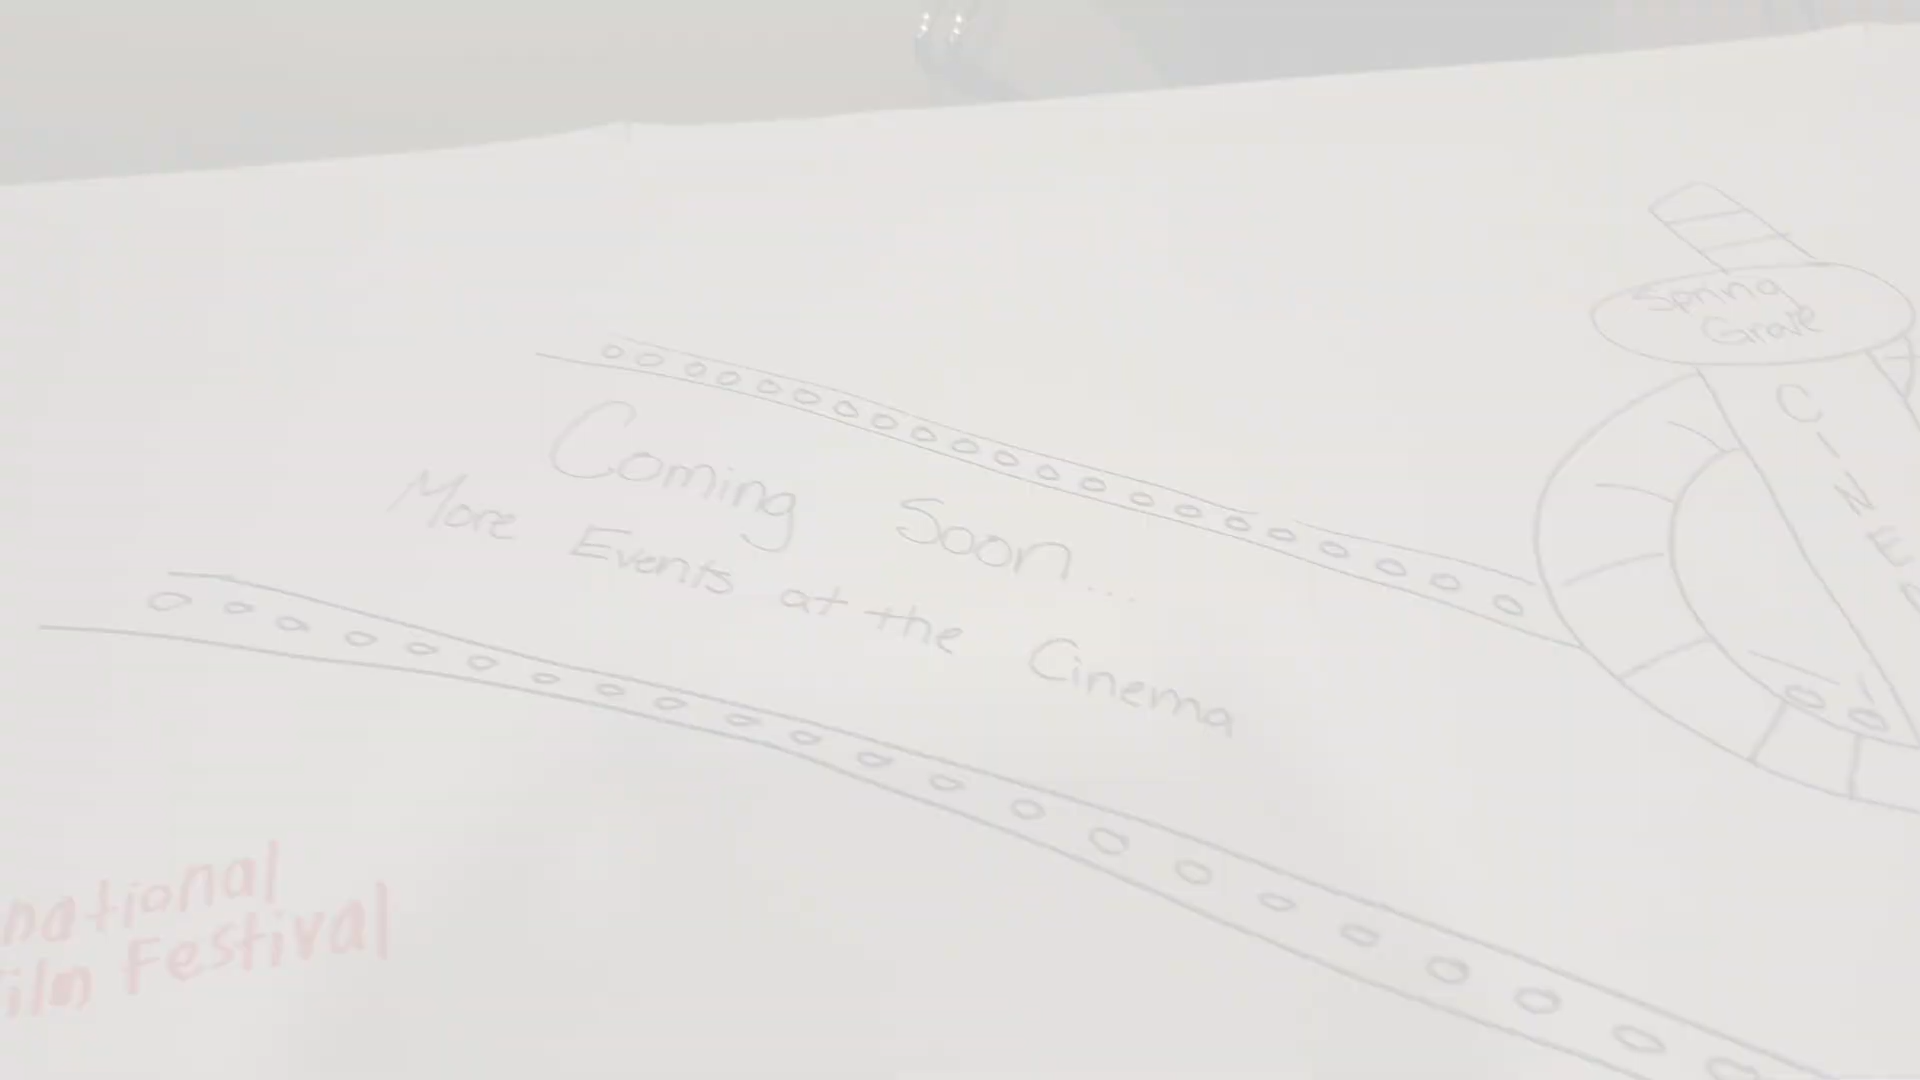 Spring
Grove
CINE
Coming Soon...
More Events at the Cinema
national
ilm Festival